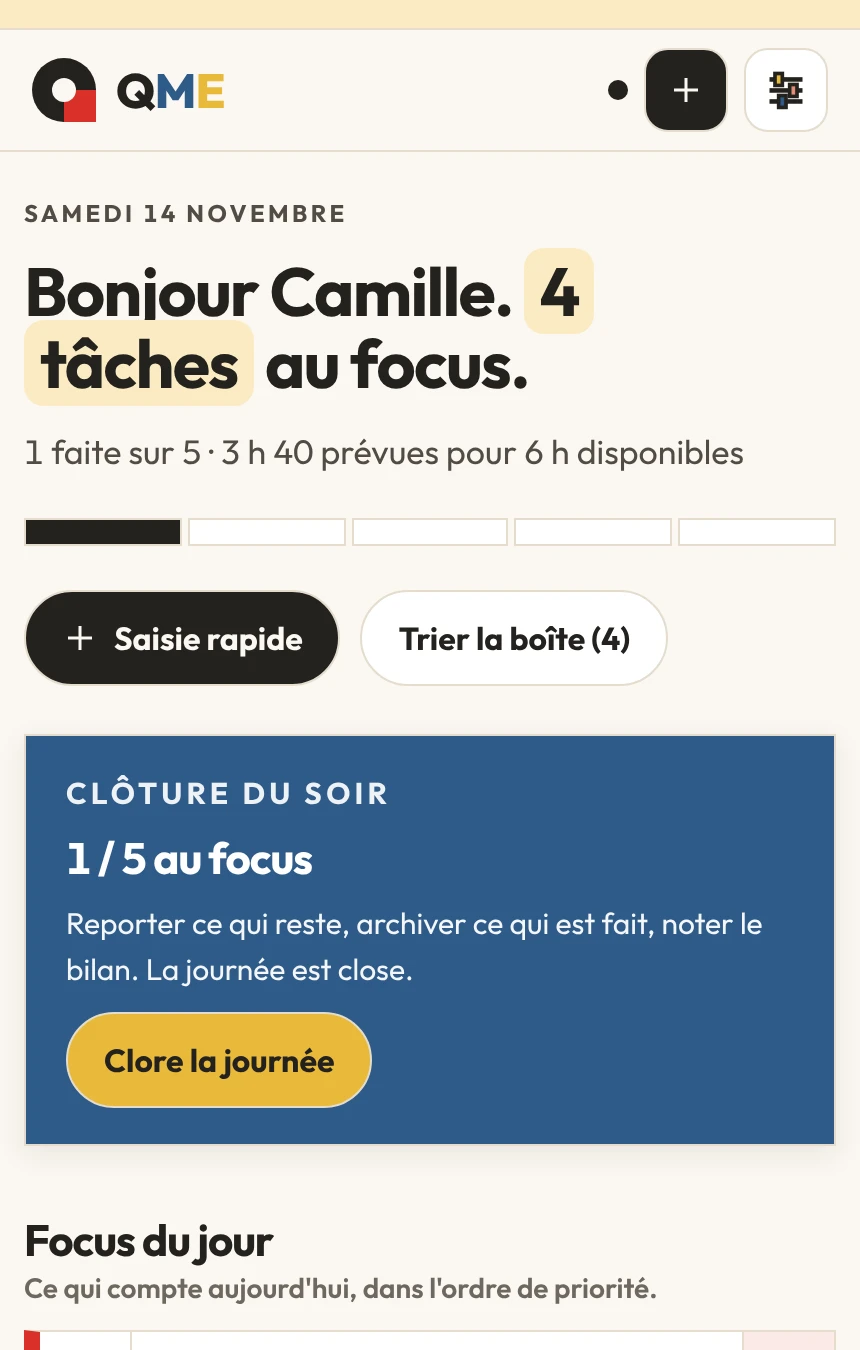 QME
SAMEDI 14 NOVEMBRE
Bonjour Camille. 4
tâches au focus.
1 faite sur 5 · 3 h 40 prévues pour 6 h disponibles
+ Saisie rapide
Trier la boîte (4)
CLÔTURE DU SOIR
1 / 5 au focus
Reporter ce qui reste, archiver ce qui est fait, noter le
bilan. La journée est close.
Clore la journée
Focus du jour
Ce qui compte aujourd'hui, dans l'ordre de priorité.